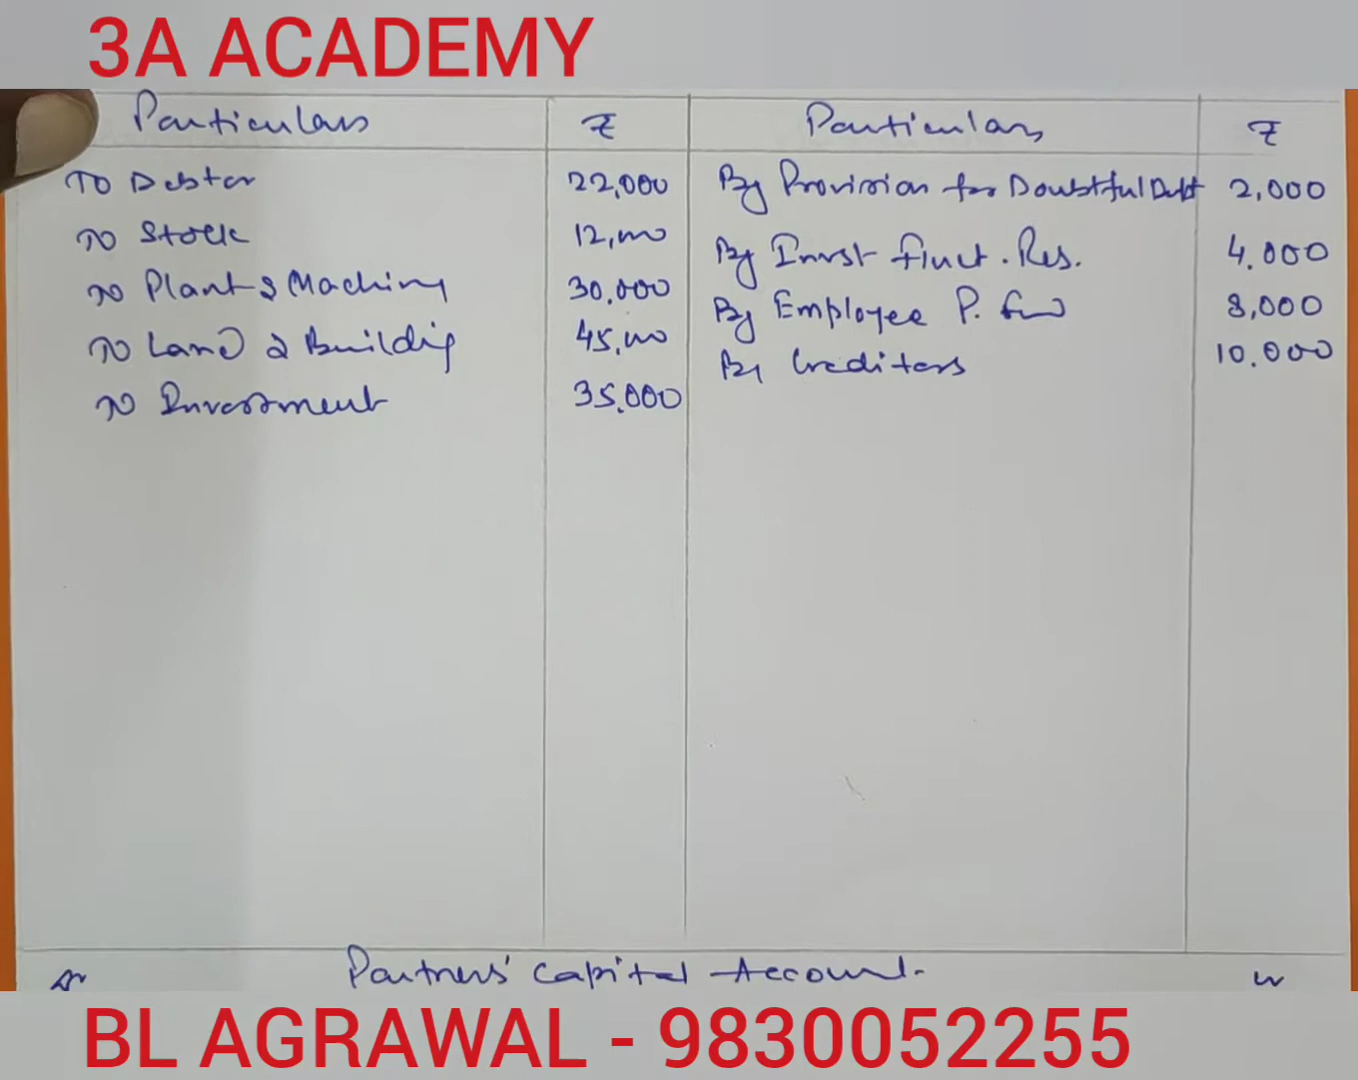 3A ACADEMY
Particulars ₹ Particulars ₹
To Debtor 22,000 By Provision for Doubtful Debt 2,000
To Stock 12,000 By Invst Fluct. Res. 4,000
To Plant & Machinery 30,000 By Employee P. Fund 8,000
To Land & Building 45,000 By Creditors 10,000
To Investment 35,000
Dr Partners' Capital Account. Cr
BL AGRAWAL - 9830052255